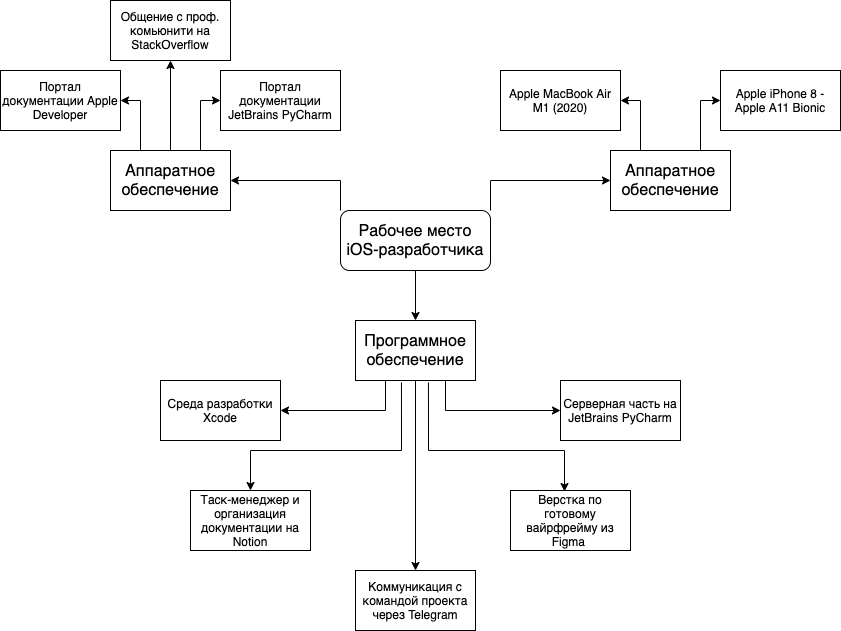 Общение с проф.
комьюнити на
StackOverflow
Портал
документации Apple
Developer
Портал
документации
JetBrains PyCharm
Apple MacBook Air
M1 (2020)
Apple iPhone 8 -
Apple A11 Bionic
Аппаратное
обеспечение
Аппаратное
обеспечение
Рабочее место
iOS-разработчика
Программное
обеспечение
Среда разработки
Xcode
Серверная часть на
JetBrains PyCharm
Таск-менеджер и
организация
документации на
Notion
Верстка по
готовому
вайрфрейму из
Figma
Коммуникация с
командой проекта
через Telegram